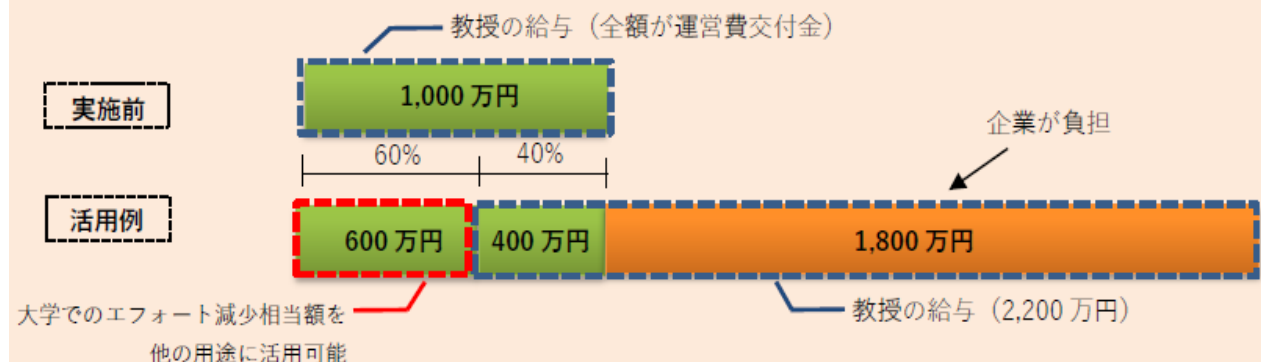 教授の給与（全額が運営費交付金）
実施前
1,000 万円
企業が負担
60%
40%
活用例
600 万円
400 万円
1,800 万円
大学でのエフォート減少相当額を
他の用途に活用可能
教授の給与（2,200 万円）